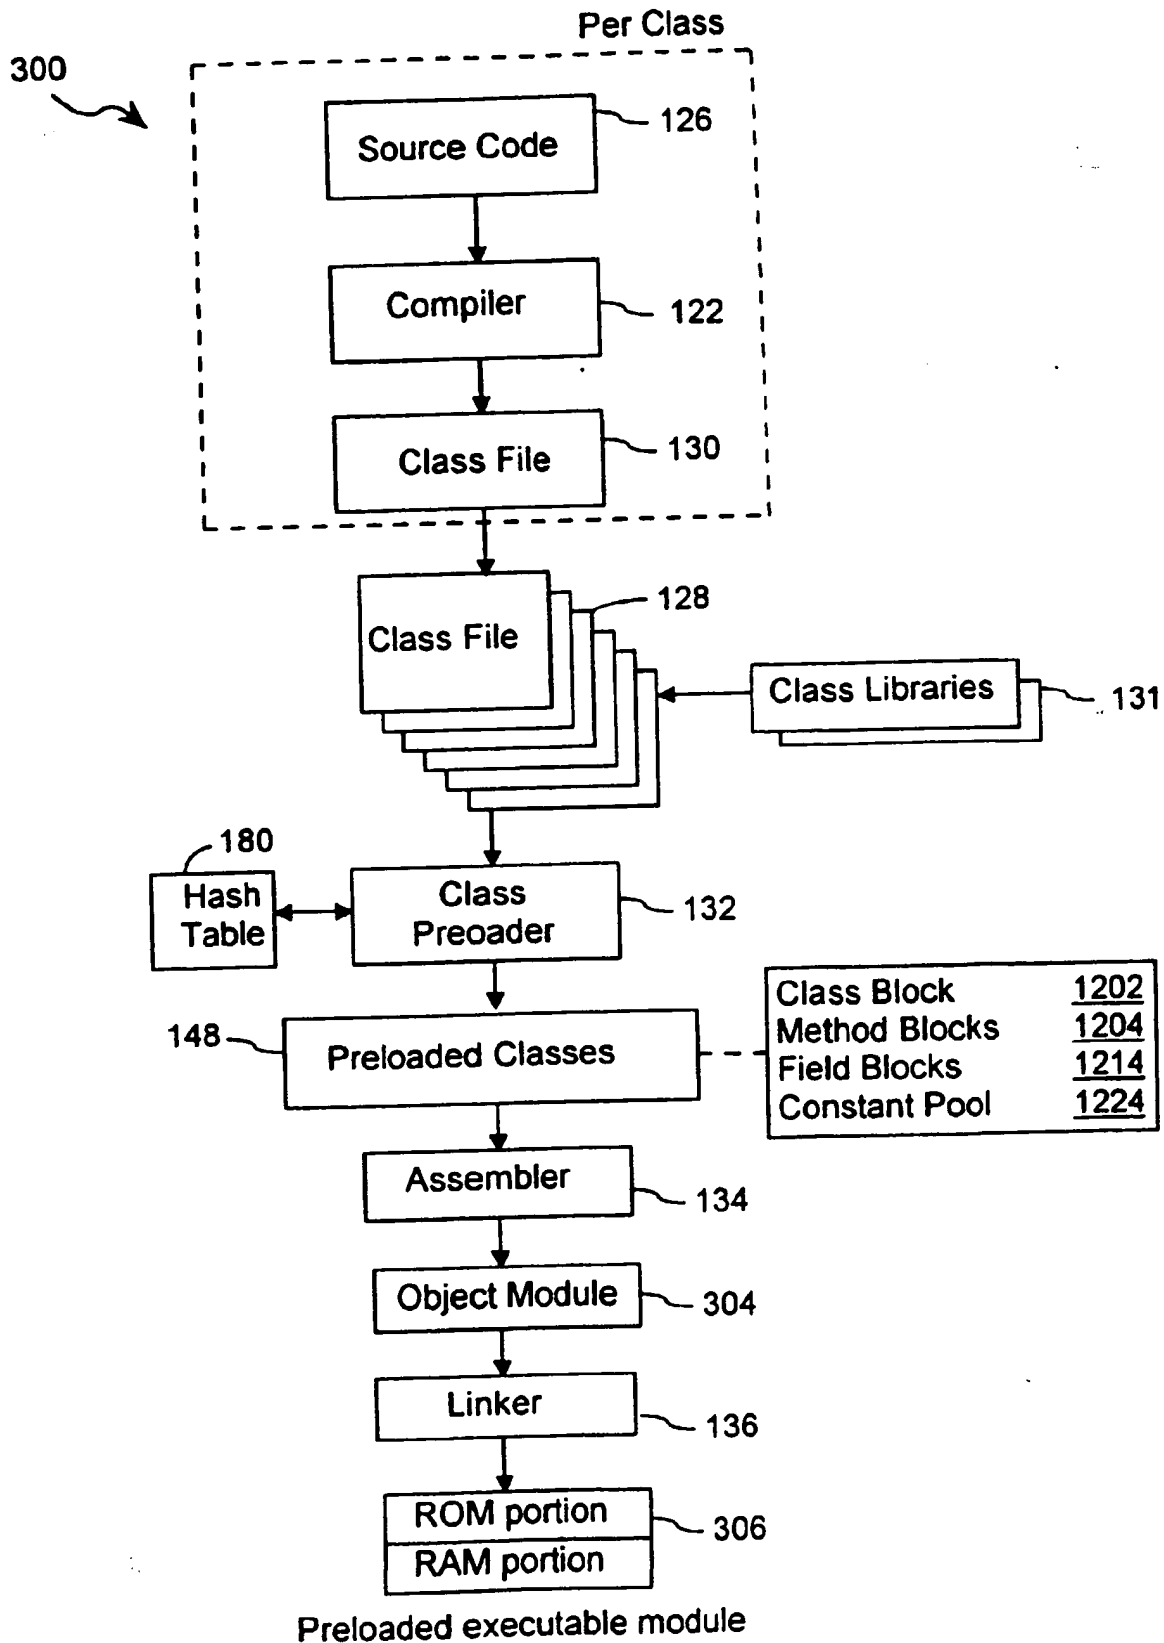 Per Class
300
Source Code
126
Compiler
122
Class File
130
Class File
128
Class Libraries
131
180
Hash
Table
Class
Preoader
132
148
Preloaded Classes
Class Block 1202
Method Blocks 1204
Field Blocks 1214
Constant Pool 1224
Assembler
134
Object Module
304
Linker
136
ROM portion
306
RAM portion
Preloaded executable module